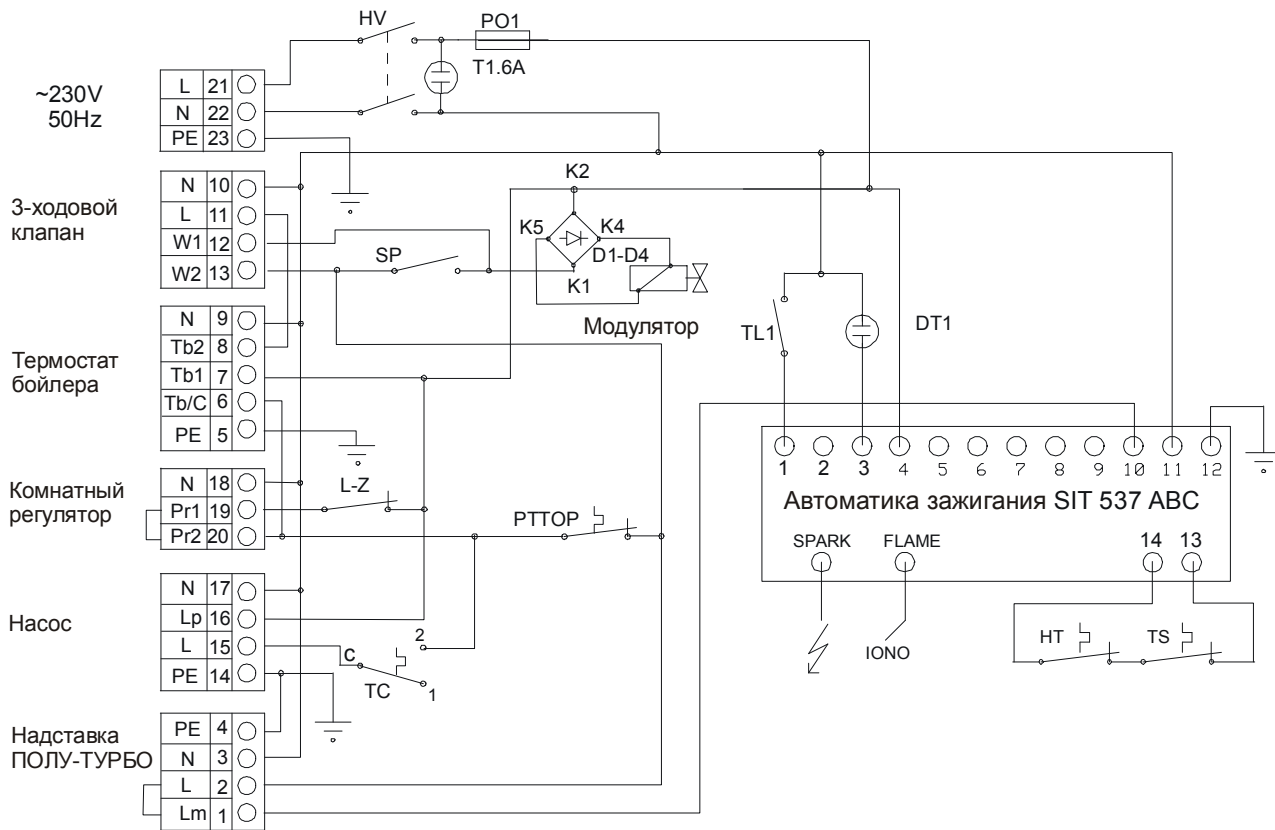 HV
PO1
T1.6A
~230V
50Hz
L 21
N 22
PE 23
3-ходовой
клапан
N 10
L 11
W1 12
W2 13
SP
K2
K5
K4
D1-D4
K1
Модулятор
TL1
DT1
Термостат
бойлера
N 9
Tb2 8
Tb1 7
Tb/C 6
PE 5
Комнатный
регулятор
N 18
Pr1 19
Pr2 20
L-Z
PTTOP
1 2 3 4 5 6 7 8 9 10 11 12
Автоматика зажигания SIT 537 ABC
SPARK FLAME 14 13
IONO
HT
TS
Насос
N 17
Lp 16
L 15
PE 14
2
C
TC
1
Надставка
ПОЛУ-ТУРБО
PE 4
N 3
L 2
Lm 1